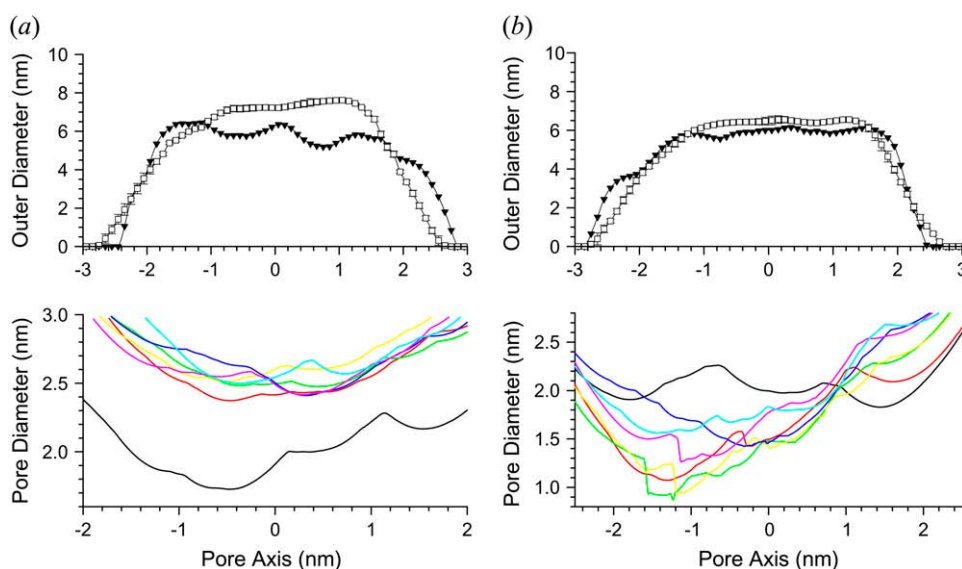 (a)
(b)
10
8
6
4
2
0
Outer Diameter (nm)
-3 -2 -1 0 1 2 3
10
8
6
4
2
0
Outer Diameter (nm)
-3 -2 -1 0 1 2 3
3.0
2.5
2.0
Pore Diameter (nm)
-2 -1 0 1 2
Pore Axis (nm)
2.5
2.0
1.5
1.0
Pore Diameter (nm)
-2 -1 0 1 2
Pore Axis (nm)